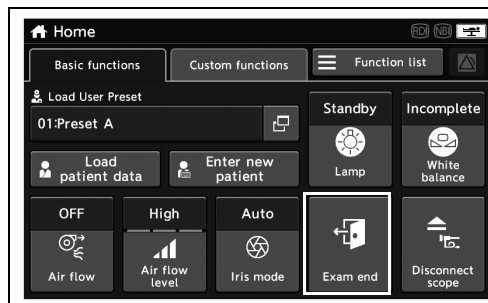 Home
RDI NBI
Basic functions
Custom functions
Function list
Load User Preset
01:Preset A
Standby
Lamp
Incomplete
White
balance
Load
patient data
Enter new
patient
OFF
Air flow
High
Air flow
level
Auto
Iris mode
Exam end
Disconnect
scope